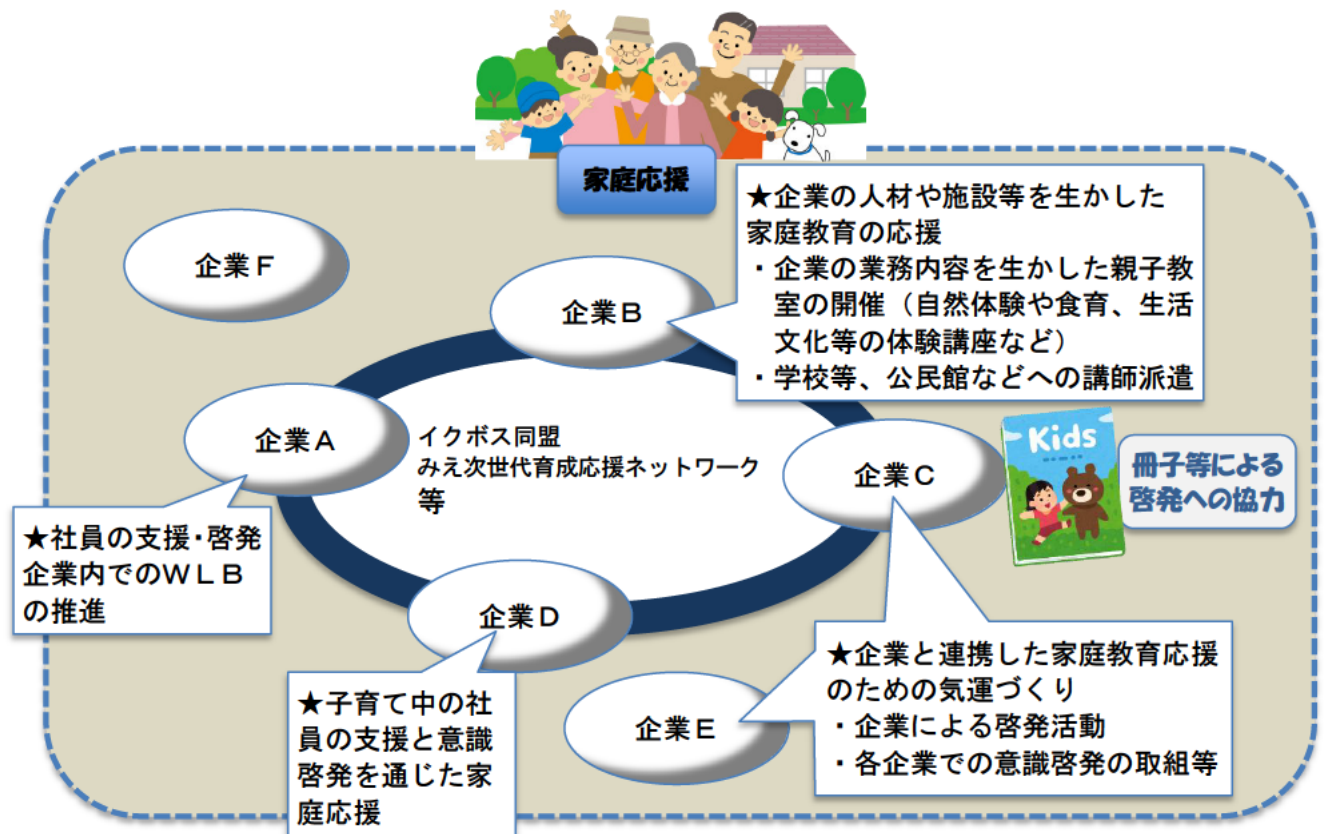 家庭応援
★企業の人材や施設等を生かした
家庭教育の応援
・企業の業務内容を生かした親子教
室の開催（自然体験や食育、生活
文化等の体験講座など）
・学校等、公民館などへの講師派遣
企業Ｆ
企業Ｂ
企業Ａ
イクボス同盟
みえ次世代育成応援ネットワーク
等
企業Ｃ
Kids
冊子等による
啓発への協力
★社員の支援・啓発
企業内でのＷＬＢ
の推進
企業Ｄ
★子育て中の社
員の支援と意識
啓発を通じた家
庭応援
企業Ｅ
★企業と連携した家庭教育応援
のための気運づくり
・企業による啓発活動
・各企業での意識啓発の取組等